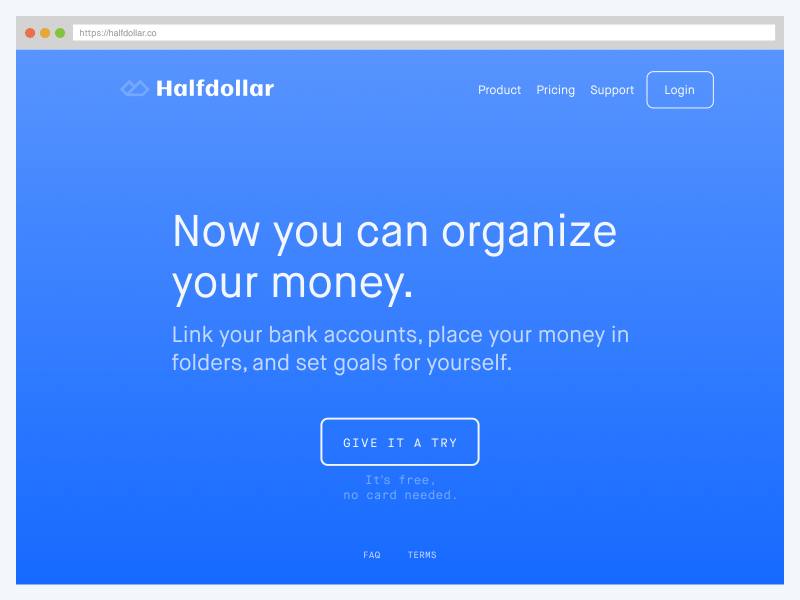 https://halfdollar.co
Halfdollar
Product Pricing Support Login
Now you can organize
your money.
Link your bank accounts, place your money in
folders, and set goals for yourself.
GIVE IT A TRY
It's free,
no card needed.
FAQ TERMS